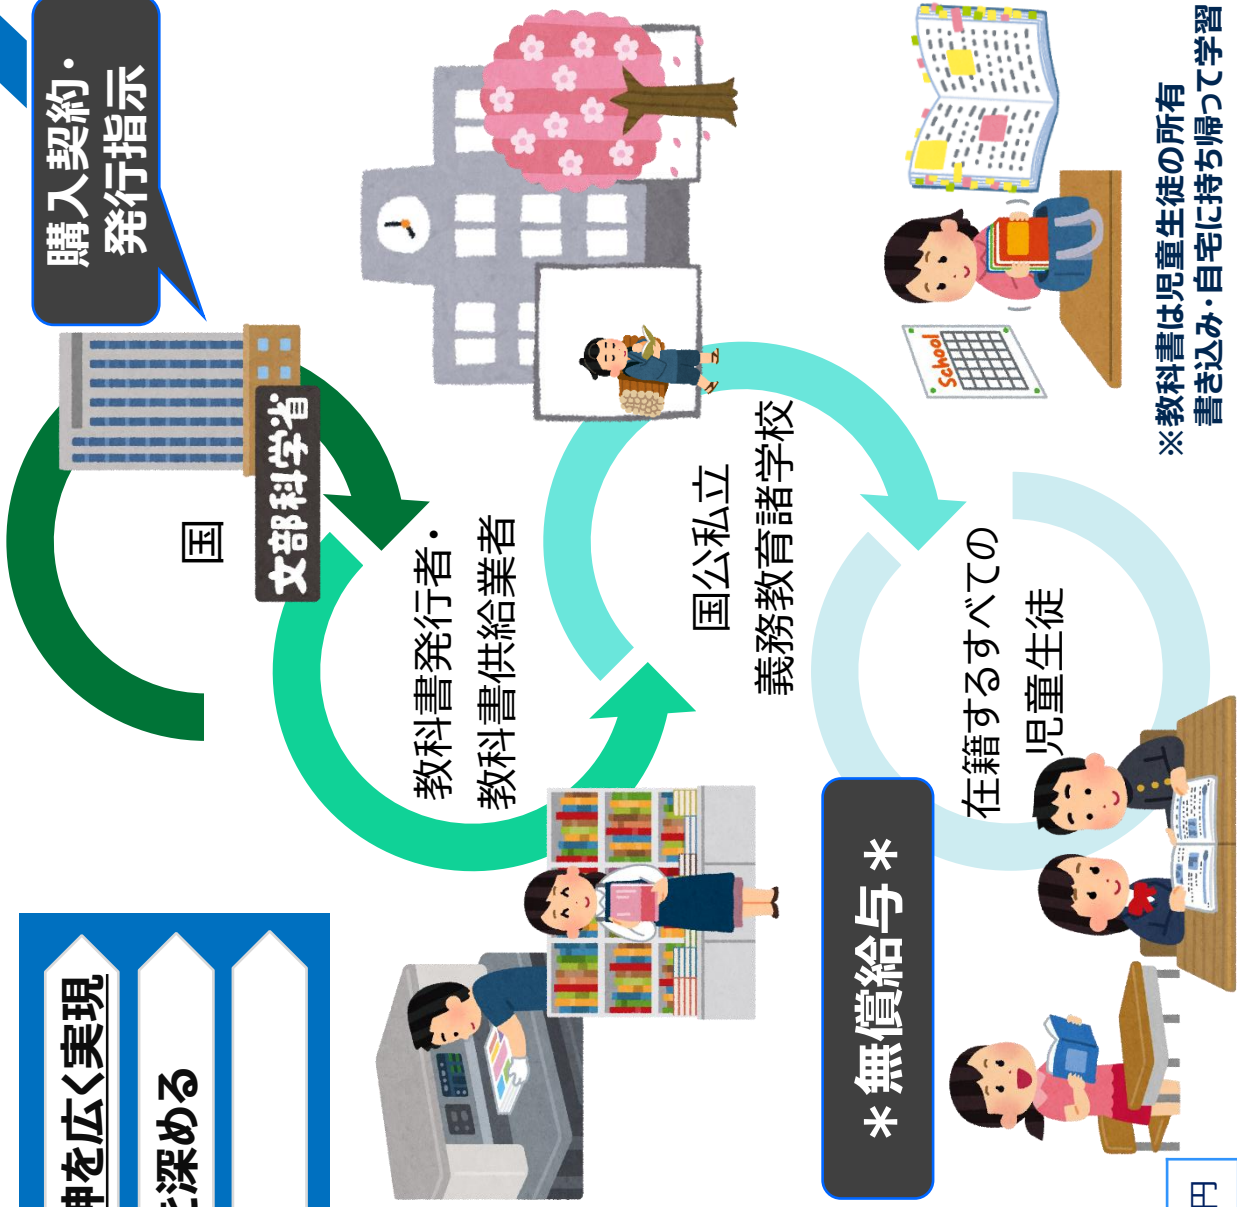 神を広く実現
深める
購入契約・
発行指示
国
文部科学省
教科書発行者・
教科書供給業者
国公私立
義務教育諸学校
在籍するすべての
児童生徒
＊無償給与＊
School
※教科書は児童生徒の所有
書き込み・自宅に持ち帰って学習
円